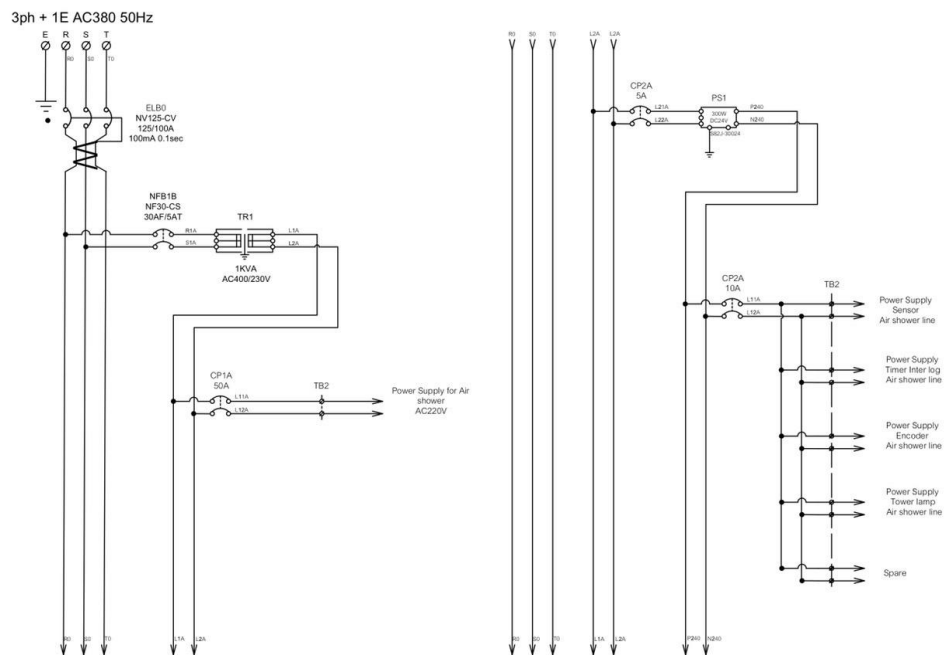 3ph + 1E AC380 50Hz
E R S T
R0 S0 T0
ELB0
NV125-CV
125/100A
100mA 0.1sec
NFB1B
NF30-CS
30AF/5AT
TR1
R1A
S1A
L1A
L2A
1KVA
AC400/230V
CP1A
50A
TB2
L11A
L12A
Power Supply for Air
shower
AC220V
R0 S0 T0 L1A L2A
R0 S0 T0 L2A L2A
CP2A
5A
PS1
L21A
L22A
300W
DC24V
P240
N240
CP2A
10A
TB2
L11A
L12A
Power Supply
Sensor
Air shower line
Power Supply
Timer Inter log
Air shower line
Power Supply
Encoder
Air shower line
Power Supply
Tower lamp
Air shower line
Spare
R0 S0 T0 L1A L2A P240 N240